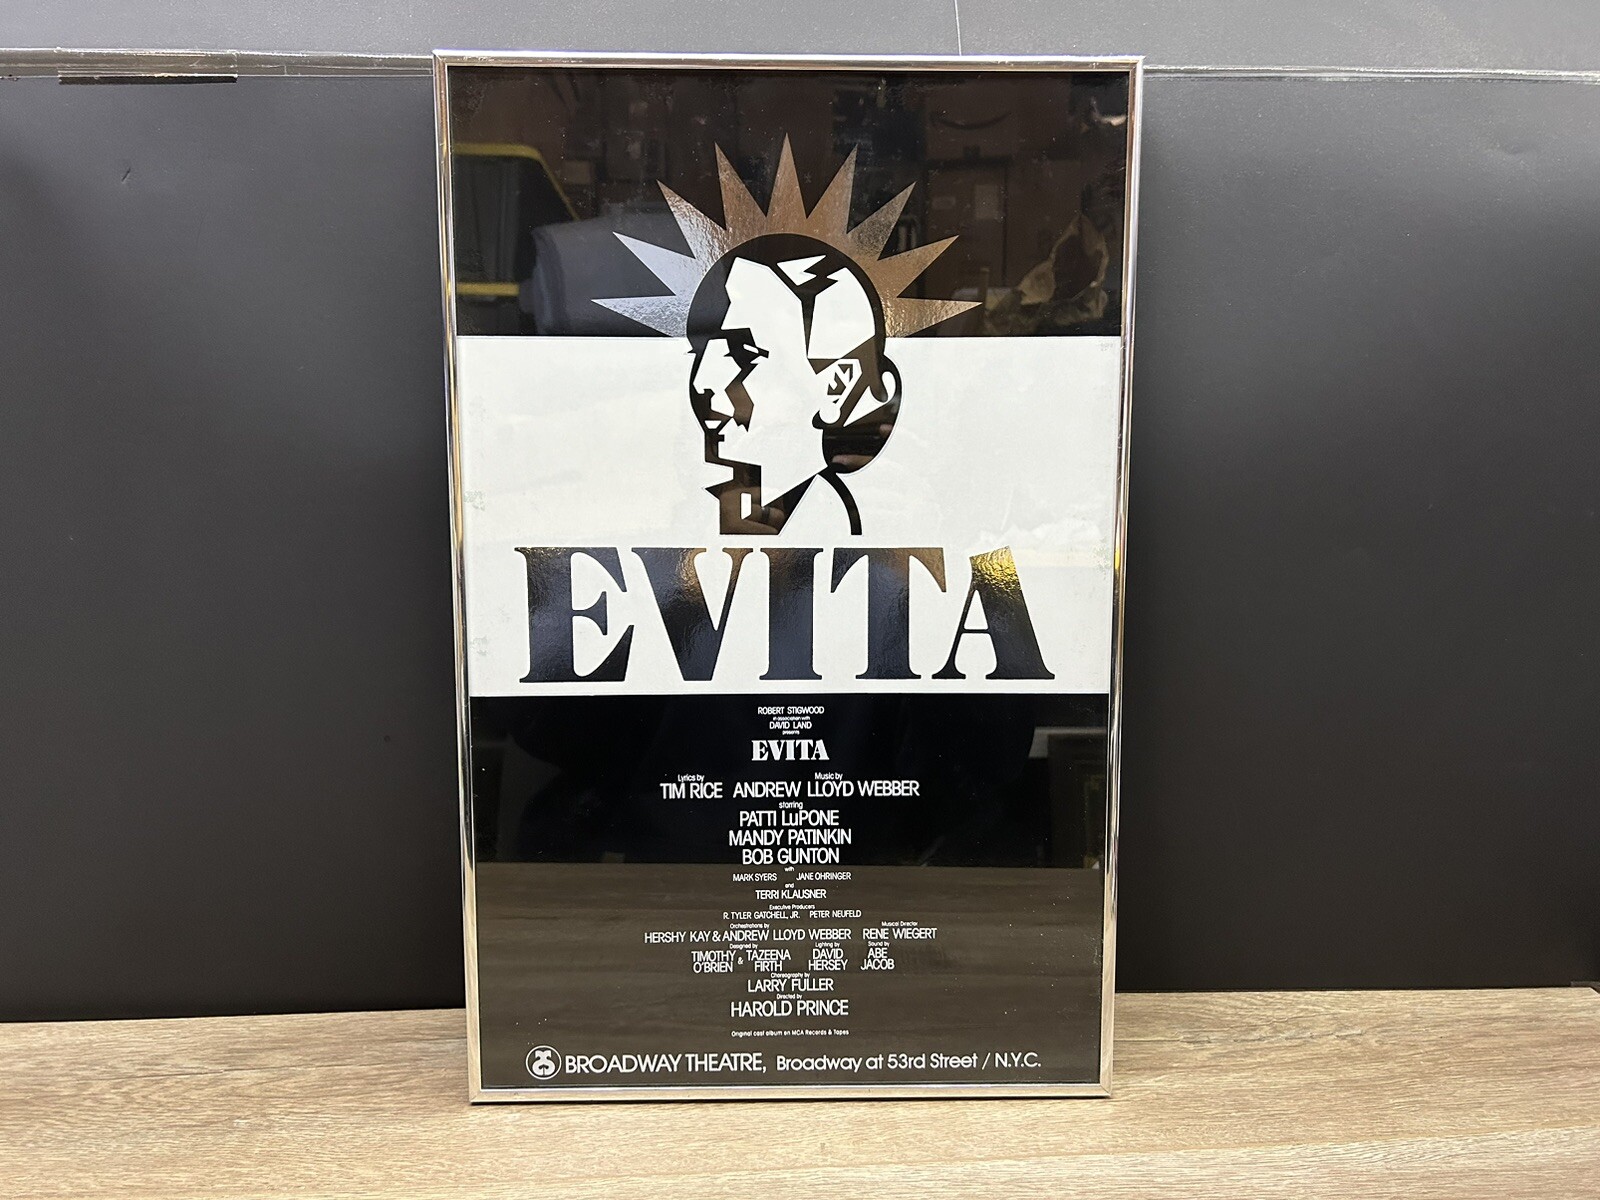 EVITA
ROBERT STIGWOOD
in association with
DAVID LAND
presents
EVITA
Lyrics by Music by
TIM RICE ANDREW LLOYD WEBBER
starring
PATTI LuPONE
MANDY PATINKIN
BOB GUNTON
with
MARK SYERS JANE OHRINGER
and
TERRI KLAUSNER
Executive Producers
R. TYLER GATCHELL, JR. PETER NEUFELD
Orchestrations by Musical Director
HERSHY KAY & ANDREW LLOYD WEBBER RENE WIEGERT
Designed by Lighting by Sound by
TIMOTHY O'BRIEN & TAZEENA FIRTH DAVID HERSEY ABE JACOB
Choreography by
LARRY FULLER
Directed by
HAROLD PRINCE
Original cast album on MCA Records & Tapes
BROADWAY THEATRE, Broadway at 53rd Street / N.Y.C.